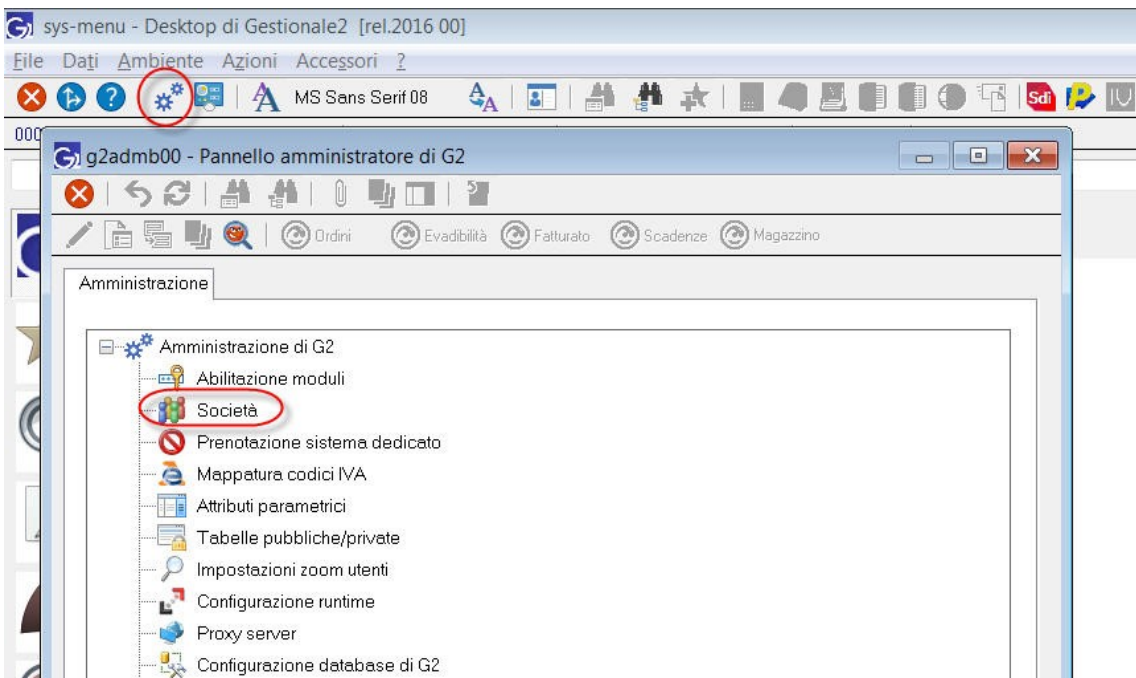 sys-menu - Desktop di Gestionale2 [rel.2016 00]
File Dati Ambiente Azioni Accessori ?
MS Sans Serif 08 Sdi
000
g2admb00 - Pannello amministratore di G2
Ordini Evadibilità Fatturato Scadenze Magazzino
Amministrazione
Amministrazione di G2
Abilitazione moduli
Società
Prenotazione sistema dedicato
Mappatura codici IVA
Attributi parametrici
Tabelle pubbliche/private
Impostazioni zoom utenti
Configurazione runtime
Proxy server
Configurazione database di G2